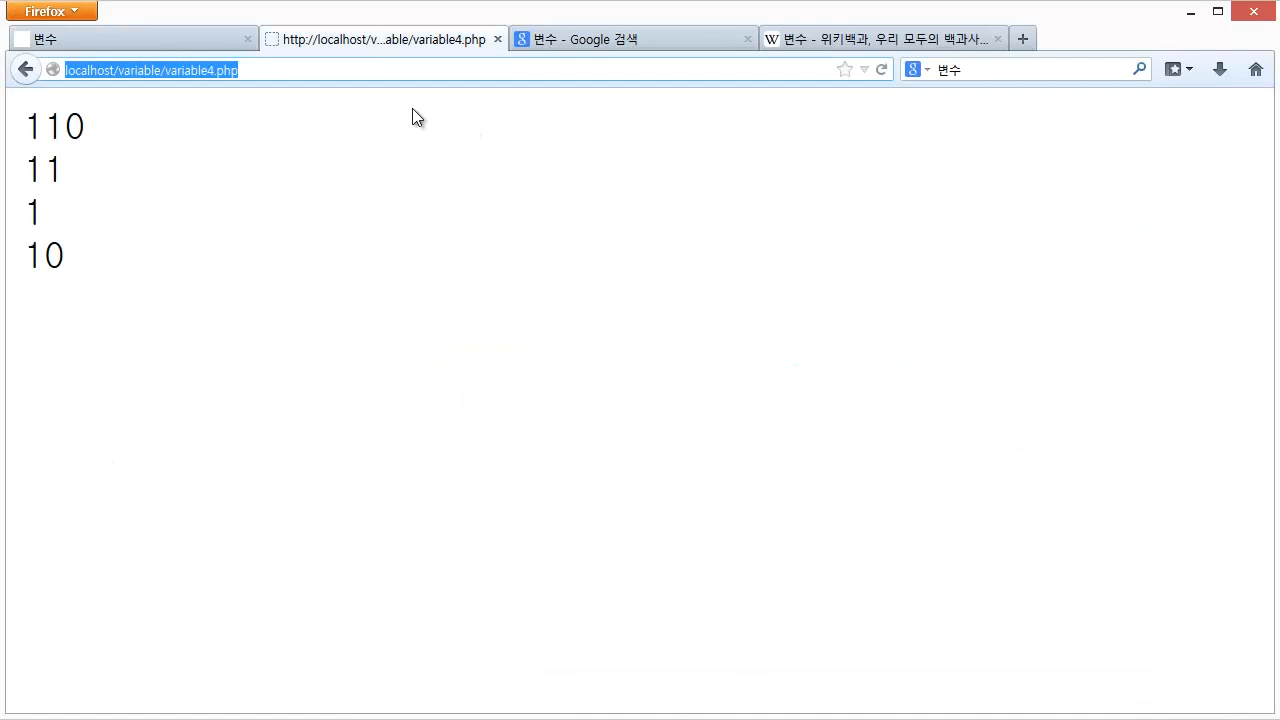 Firefox
변수
http://localhost/v...able/variable4.php
변수 - Google 검색
변수 - 위키백과, 우리 모두의 백과사...
localhost/variable/variable4.php
변수
110
11
1
10